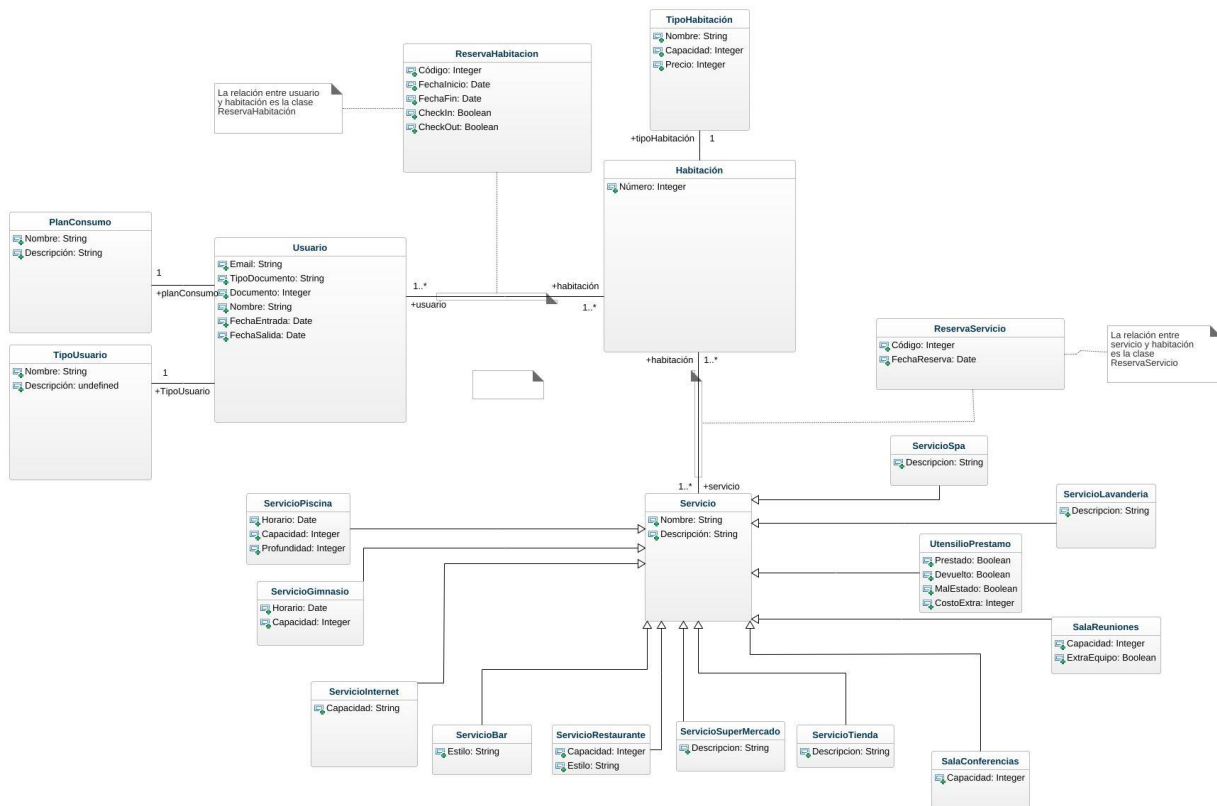 TipoHabitación
Nombre: String
Capacidad: Integer
Precio: Integer
+tipoHabitación
1
ReservaHabitacion
Código: Integer
FechaInicio: Date
FechaFin: Date
CheckIn: Boolean
CheckOut: Boolean
La relación entre usuario
y habitación es la clase
ReservaHabitación
Habitación
Número: Integer
PlanConsumo
Nombre: String
Descripción: String
1
+planConsumo
Usuario
Email: String
TipoDocumento: String
Documento: Integer
Nombre: String
FechaEntrada: Date
FechaSalida: Date
1..*
+usuario
+habitación
1..*
TipoUsuario
Nombre: String
Descripción: undefined
1
+TipoUsuario
ReservaServicio
Código: Integer
FechaReserva: Date
La relación entre
servicio y habitación
es la clase
ReservaServicio
+habitación
1..*
1..*
+servicio
Servicio
Nombre: String
Descripción: String
ServicioSpa
Descripcion: String
ServicioLavanderia
Descripcion: String
ServicioPiscina
Horario: Date
Capacidad: Integer
Profundidad: Integer
UtensilioPrestamo
Prestado: Boolean
Devuelto: Boolean
MalEstado: Boolean
CostoExtra: Integer
ServicioGimnasio
Horario: Date
Capacidad: Integer
SalaReuniones
Capacidad: Integer
ExtraEquipo: Boolean
ServicioInternet
Capacidad: String
ServicioBar
Estilo: String
ServicioRestaurante
Capacidad: Integer
Estilo: String
ServicioSuperMercado
Descripcion: String
ServicioTienda
Descripcion: String
SalaConferencias
Capacidad: Integer